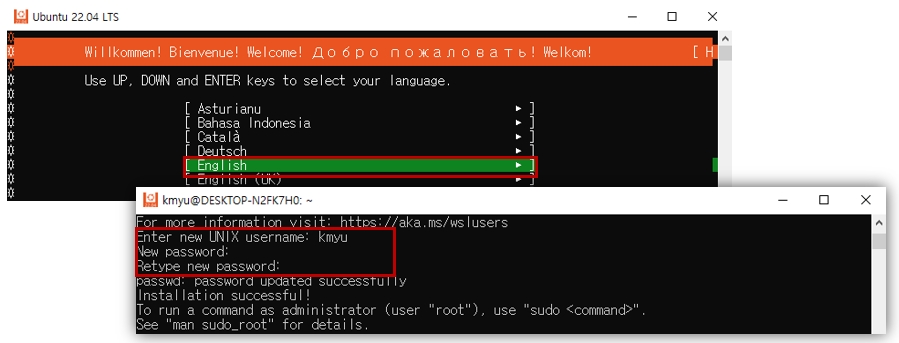 Ubuntu 22.04 LTS
Willkommen! Bienvenue! Welcome! Добро пожаловать! Welkom! [ H
Use UP, DOWN and ENTER keys to select your language.
[ Asturianu ▸ ]
[ Bahasa Indonesia ▸ ]
[ Català ▸ ]
[ Deutsch ▸ ]
[ English ▸ ]
[ English (UK) ▸ ]
kmyu@DESKTOP-N2FK7H0: ~
For more information visit: https://aka.ms/wslusers
Enter new UNIX username: kmyu
New password:
Retype new password:
passwd: password updated successfully
Installation successful!
To run a command as administrator (user "root"), use "sudo <command>".
See "man sudo_root" for details.